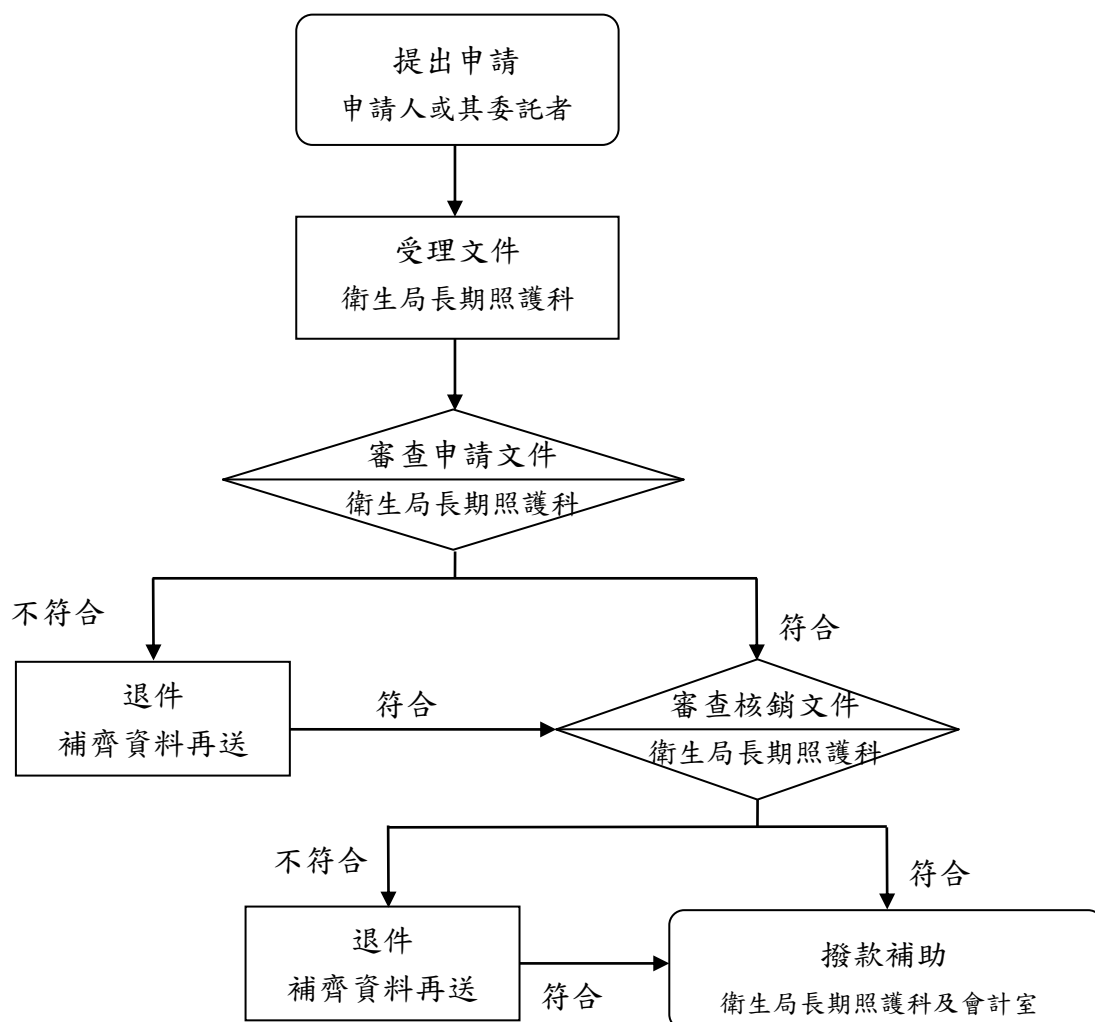 提出申請
申請人或其委託者
受理文件
衛生局長期照護科
審查申請文件
衛生局長期照護科
不符合
符合
退件
補齊資料再送
符合
審查核銷文件
衛生局長期照護科
不符合
符合
退件
補齊資料再送
符合
撥款補助
衛生局長期照護科及會計室